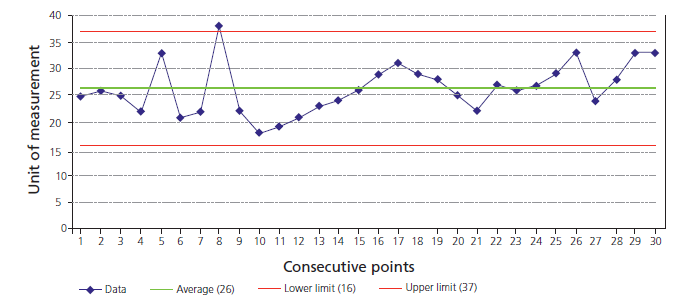 Unit of measurement
40
35
30
25
20
15
10
5
0
1 2 3 4 5 6 7 8 9 10 11 12 13 14 15 16 17 18 19 20 21 22 23 24 25 26 27 28 29 30
Consecutive points
Data Average (26) Lower limit (16) Upper limit (37)